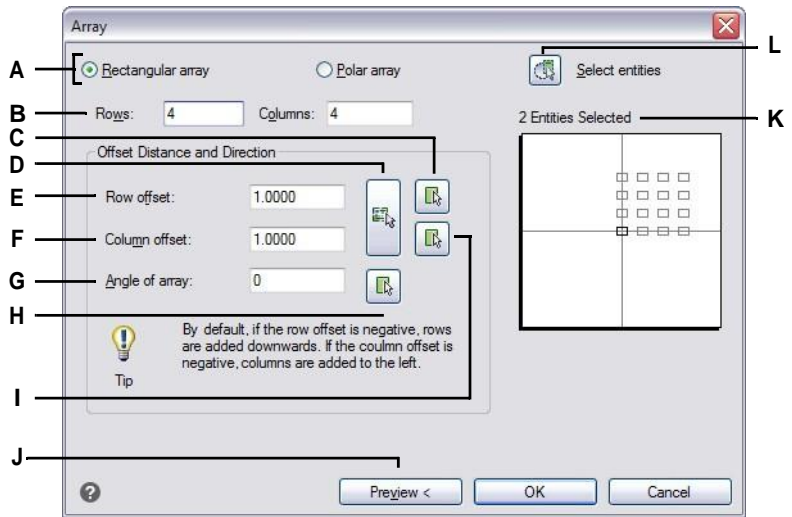 Array
L
A
Rectangular array
Polar array
Select entities
B
Rows:
4
Columns:
4
2 Entities Selected
K
C
Offset Distance and Direction
D
E
Row offset:
1.0000
F
Column offset:
1.0000
G
Angle of array:
0
H
By default, if the row offset is negative, rows
are added downwards. If the coulmn offset is
negative, columns are added to the left.
Tip
I
J
?
Preview <
OK
Cancel